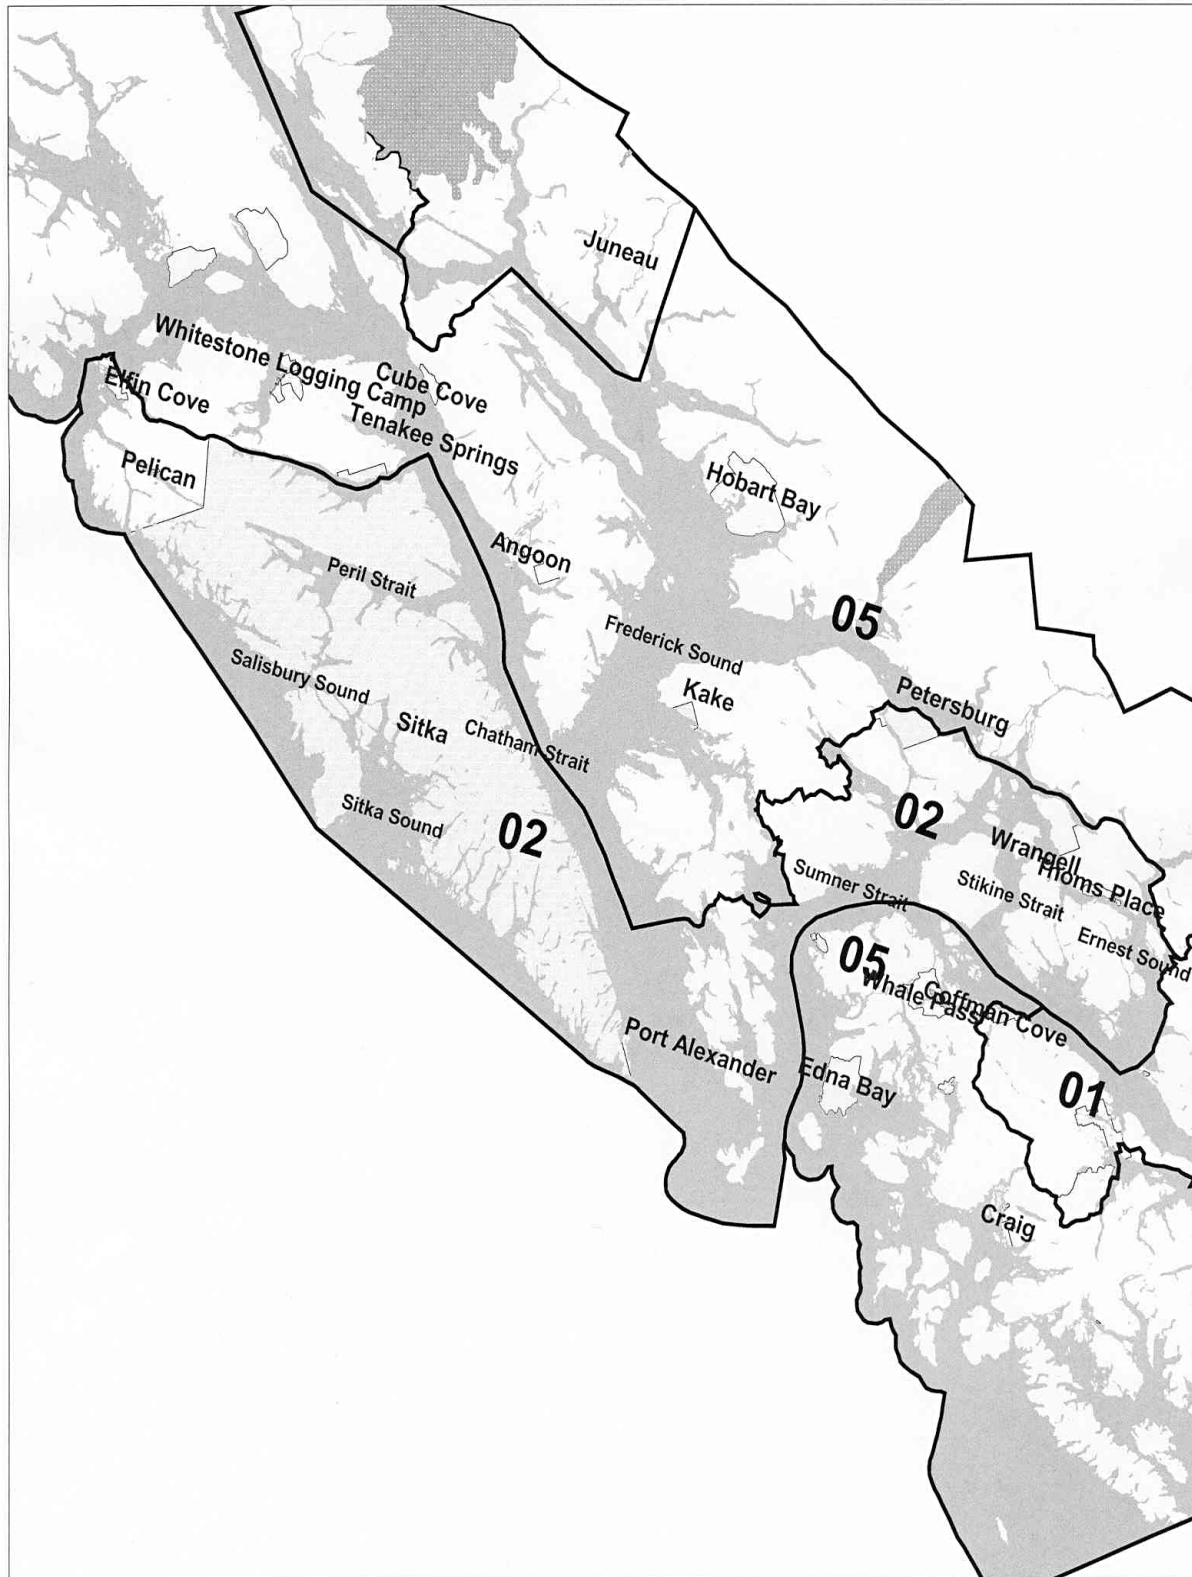 Juneau
Whitestone Logging Camp
Cube Cove
Elfin Cove
Tenakee Springs
Pelican
Hobart Bay
Angoon
Peril Strait
05
Frederick Sound
Salisbury Sound
Kake
Petersburg
Sitka
Chatham Strait
Sitka Sound
02
02
Wrangell
Thoms Place
Sumner Strait
Stikine Strait
Ernest Sound
05
Whale Pass
Coffman Cove
Port Alexander
Edna Bay
01
Craig